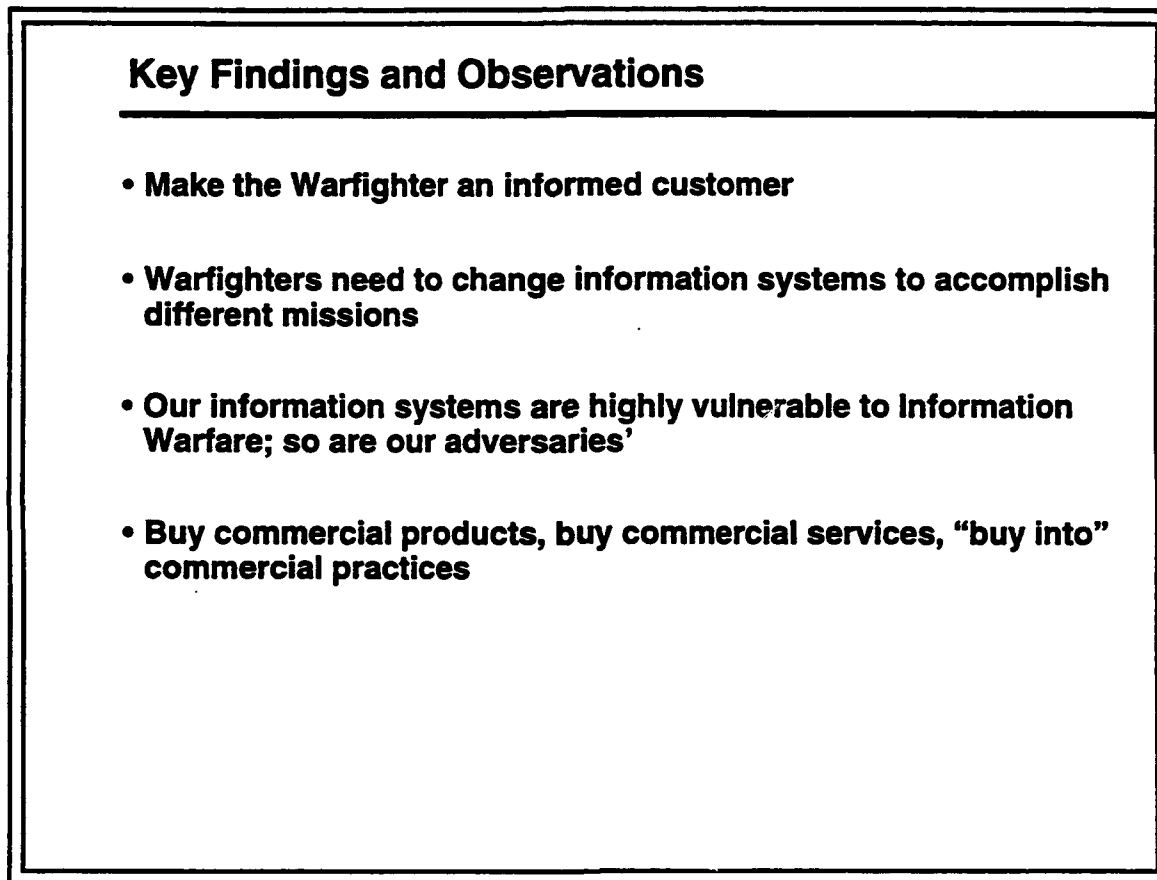 Key Findings and Observations
• Make the Warfighter an informed customer
• Warfighters need to change information systems to accomplish
different missions
• Our information systems are highly vulnerable to Information
Warfare; so are our adversaries’
• Buy commercial products, buy commercial services, “buy into”
commercial practices